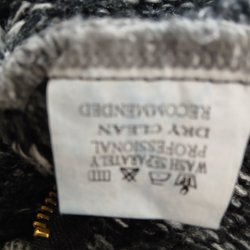 WASH SEPARATELY
PROFESSIONAL
DRY CLEAN
RECOMMENDED